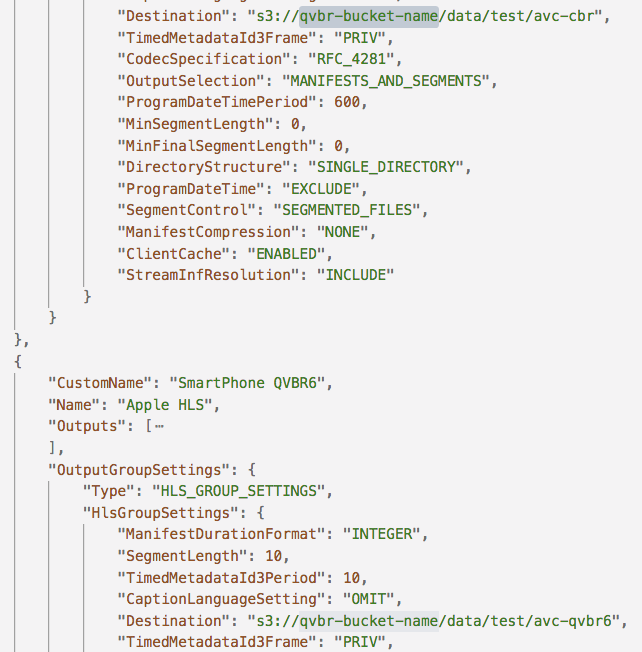 "Destination": "s3://qvbr-bucket-name/data/test/avc-cbr",
"TimedMetadataId3Frame": "PRIV",
"CodecSpecification": "RFC_4281",
"OutputSelection": "MANIFESTS_AND_SEGMENTS",
"ProgramDateTimePeriod": 600,
"MinSegmentLength": 0,
"MinFinalSegmentLength": 0,
"DirectoryStructure": "SINGLE_DIRECTORY",
"ProgramDateTime": "EXCLUDE",
"SegmentControl": "SEGMENTED_FILES",
"ManifestCompression": "NONE",
"ClientCache": "ENABLED",
"StreamInfResolution": "INCLUDE"
}
}
},
{
"CustomName": "SmartPhone QVBR6",
"Name": "Apple HLS",
"Outputs": [⋯
],
"OutputGroupSettings": {
"Type": "HLS_GROUP_SETTINGS",
"HlsGroupSettings": {
"ManifestDurationFormat": "INTEGER",
"SegmentLength": 10,
"TimedMetadataId3Period": 10,
"CaptionLanguageSetting": "OMIT",
"Destination": "s3://qvbr-bucket-name/data/test/avc-qvbr6",
"TimedMetadataId3Frame": "PRIV",